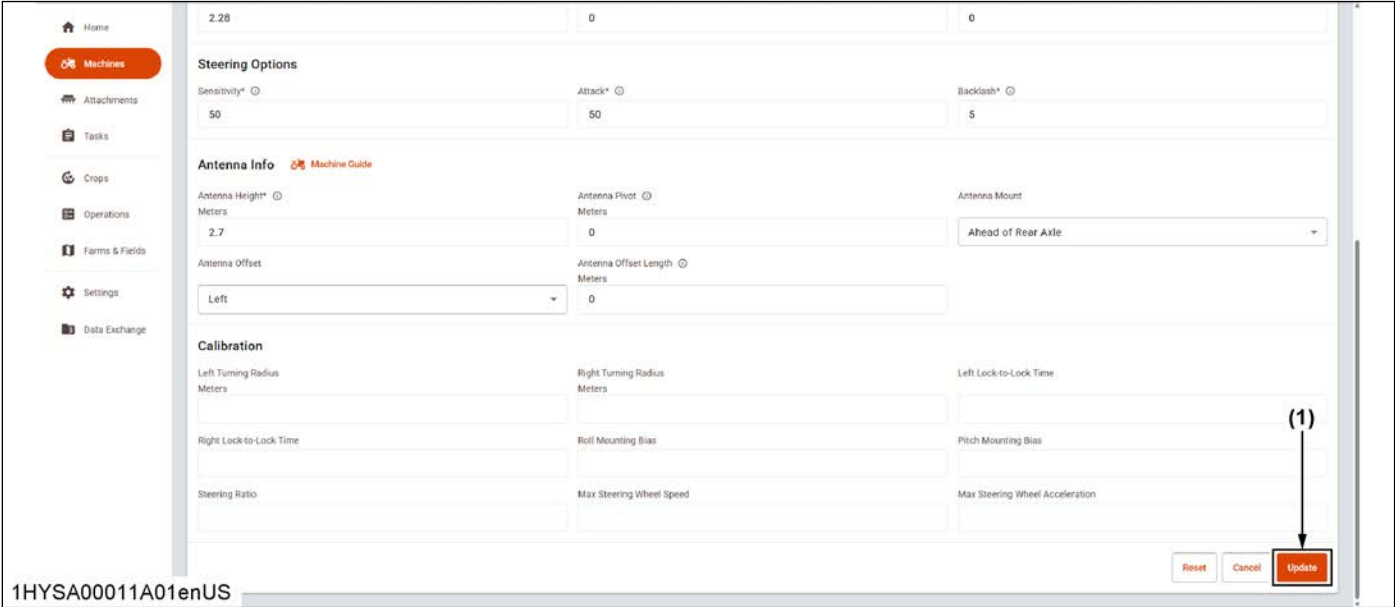 Home
Machines
Attachments
Tasks
Crops
Operations
Farms & Fields
Settings
Data Exchange
2.28 0 0
Steering Options
Sensitivity* Attack* Backlash*
50 50 5
Antenna Info Machine Guide
Antenna Height* Antenna Pivot Antenna Mount
Meters Meters
2.7 0 Ahead of Rear Axle
Antenna Offset Antenna Offset Length
Meters
Left 0
Calibration
Left Turning Radius Right Turning Radius Left Lock-to-Lock Time
Meters Meters
(1)
Right Lock-to-Lock Time Roll Mounting Bias Pitch Mounting Bias
Steering Ratio Max Steering Wheel Speed Max Steering Wheel Acceleration
Reset Cancel Update
1HYSA00011A01enUS